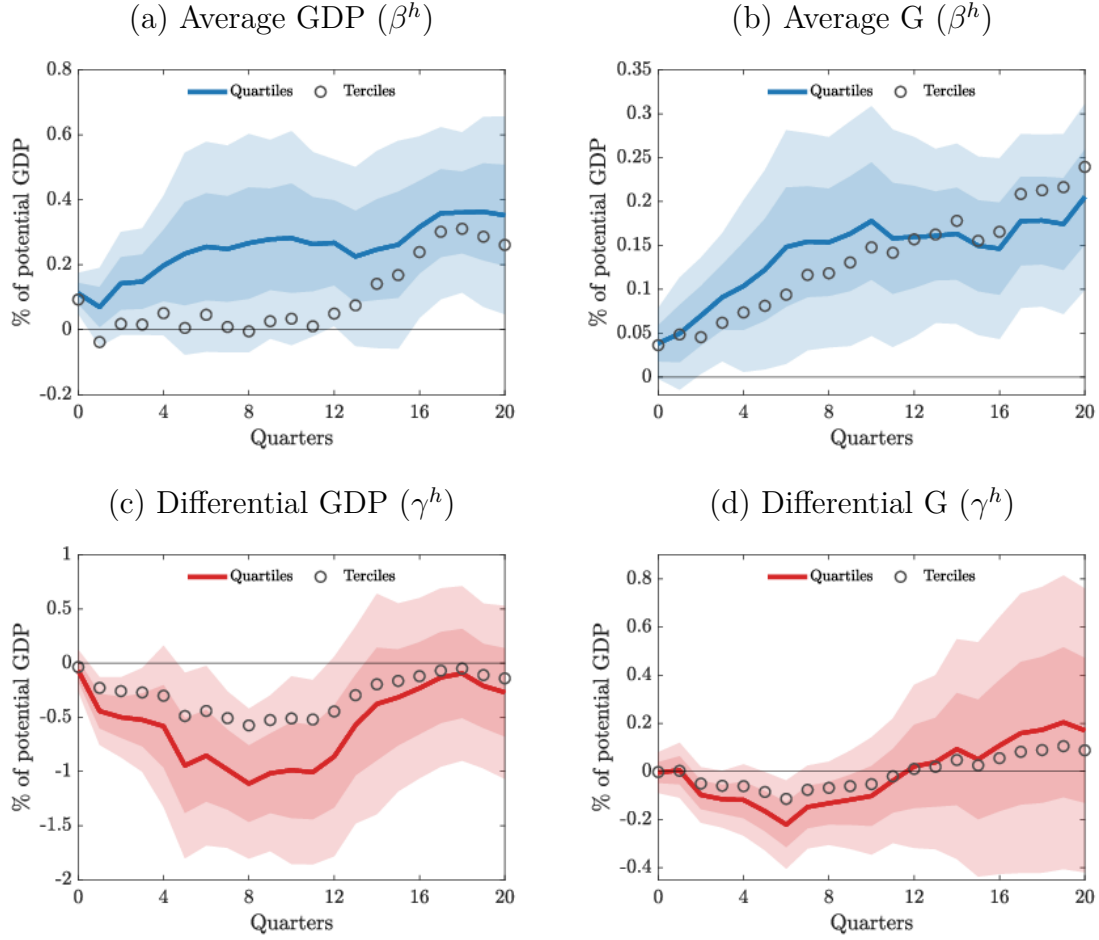 (a) Average GDP (β^h)
(b) Average G (β^h)
% of potential GDP
0.8
0.6
0.4
0.2
0
-0.2
Quartiles Terciles
0 4 8 12 16 20
Quarters
% of potential GDP
0.35
0.3
0.25
0.2
0.15
0.1
0.05
0
Quartiles Terciles
0 4 8 12 16 20
Quarters
(c) Differential GDP (γ^h)
(d) Differential G (γ^h)
% of potential GDP
1
0.5
0
-0.5
-1
-1.5
-2
Quartiles Terciles
0 4 8 12 16 20
Quarters
% of potential GDP
0.8
0.6
0.4
0.2
0
-0.2
-0.4
Quartiles Terciles
0 4 8 12 16 20
Quarters